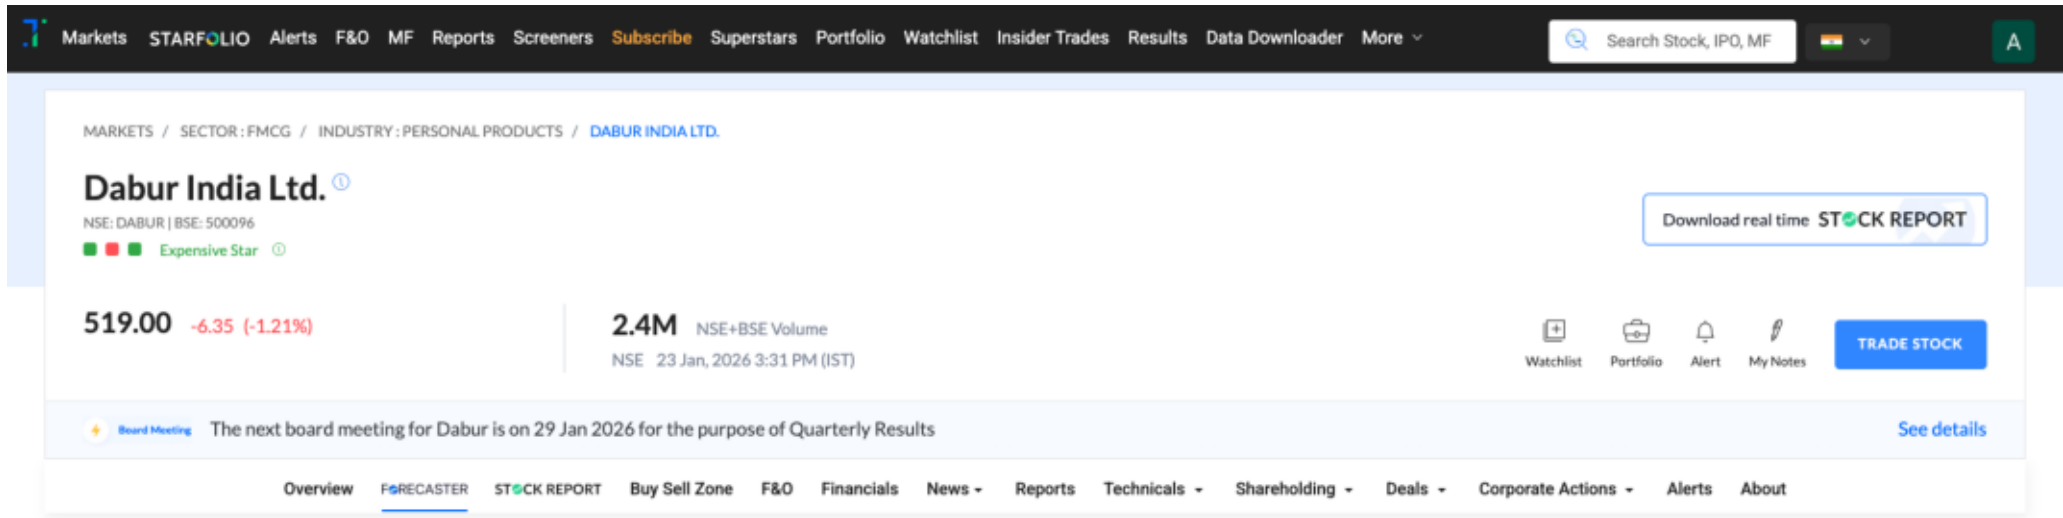 Markets STARFOLIO Alerts F&O MF Reports Screeners Subscribe Superstars Portfolio Watchlist Insider Trades Results Data Downloader More Search Stock, IPO, MF A
MARKETS / SECTOR : FMCG / INDUSTRY : PERSONAL PRODUCTS / DABUR INDIA LTD.
Dabur India Ltd.
NSE: DABUR | BSE: 500096
Expensive Star
Download real time STOCK REPORT
519.00 -6.35 (-1.21%)
2.4M NSE+BSE Volume
NSE 23 Jan, 2026 3:31 PM (IST)
Watchlist Portfolio Alert My Notes TRADE STOCK
Board Meeting The next board meeting for Dabur is on 29 Jan 2026 for the purpose of Quarterly Results See details
Overview FORECASTER STOCK REPORT Buy Sell Zone F&O Financials News Reports Technicals Shareholding Deals Corporate Actions Alerts About